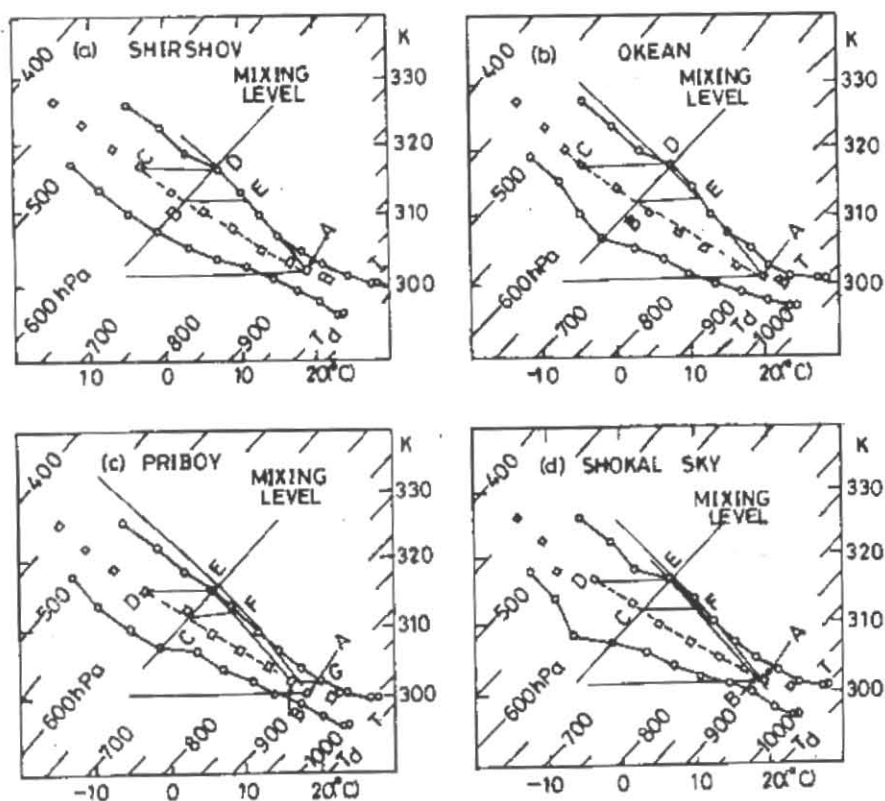 (a) SHIRSHOV
K
400
MIXING
LEVEL
330
320
500
C
D
E
310
B
A
600 hPa
T
300
700
800
900
Td
-10 0 10 20(°C)
(b) OKEAN
K
400
MIXING
LEVEL
330
320
500
C
D
E
310
B
A
600hPa
B
T
300
700
800
900
1000
Td
-10 0 10 20(°C)
(c) PRIBOY
K
400
MIXING
LEVEL
330
320
500
D
E
F
310
C
A
G
600hPa
B
T
300
700
800
900
1000
Td
-10 0 10 20(°C)
(d) SHOKAL SKY
K
400
MIXING
LEVEL
330
320
500
D
E
310
C
A
600hPa
B
T
300
700
800
900
1000
Td
-10 0 10 20(°C)